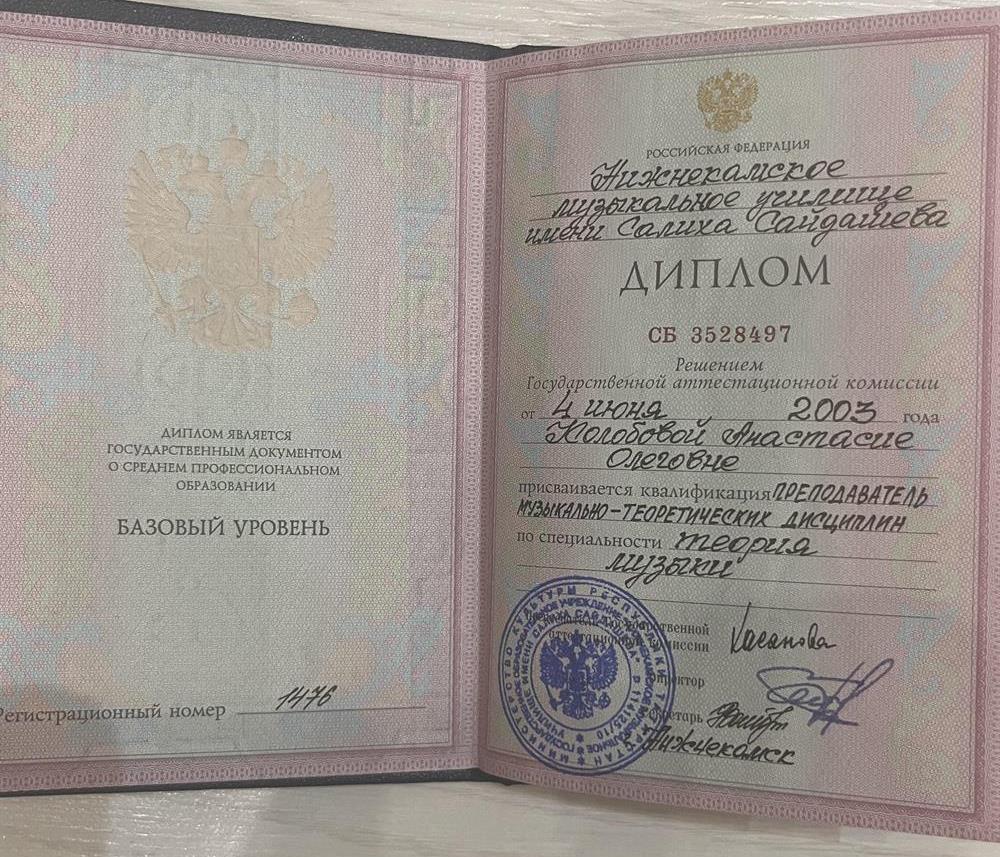 ДИПЛОМ ЯВЛЯЕТСЯ
ГОСУДАРСТВЕННЫМ ДОКУМЕНТОМ
О СРЕДНЕМ ПРОФЕССИОНАЛЬНОМ
ОБРАЗОВАНИИ
БАЗОВЫЙ УРОВЕНЬ
Регистрационный номер 1476
РОССИЙСКАЯ ФЕДЕРАЦИЯ
Нижнекамское
музыкальное училище
имени Салиха Сайдашева
ДИПЛОМ
СБ 3528497
Решением
Государственной аттестационной комиссии
от 4 июня 2003 года
Колобовой Анастасие
Олеговне
присваивается квалификация ПРЕПОДАВАТЕЛЬ
МУЗЫКАЛЬНО-ТЕОРЕТИЧЕСКИХ ДИСЦИПЛИН
по специальности теория
музыки
Хасанова
комиссии
директор
Секретарь
Нижнекамск